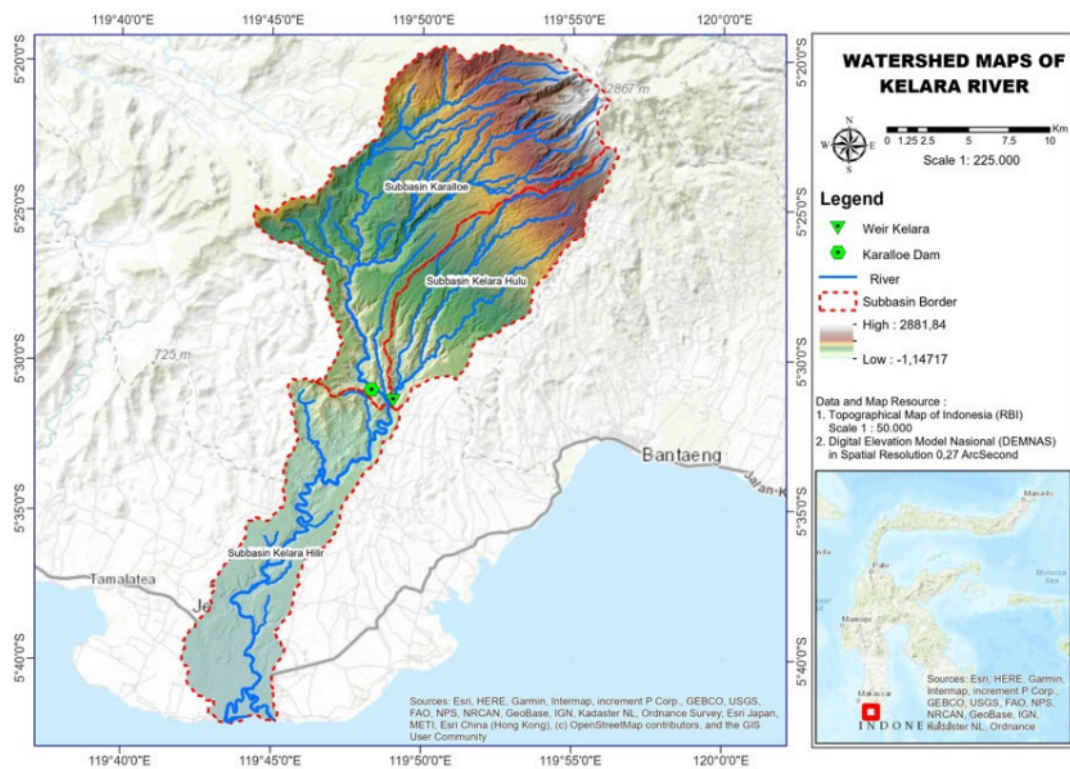 119°40'0"E
119°45'0"E
119°50'0"E
119°55'0"E
120°0'0"E
5°20'0"S
5°25'0"S
5°30'0"S
5°35'0"S
5°40'0"S
2867 m
Subbasin Karalloe
Subbasin Kelara Hulu
725 m
Bantaeng
Jalan-K
Subbasin Kelara Hilir
Tamalatea
Je
Sources: Esri, HERE, Garmin, Intermap, increment P Corp., GEBCO, USGS,
FAO, NPS, NRCAN, GeoBase, IGN, Kadaster NL, Ordnance Survey, Esri Japan,
METI, Esri China (Hong Kong), (c) OpenStreetMap contributors, and the GIS
User Community
5°20'0"S
5°25'0"S
5°30'0"S
5°35'0"S
5°40'0"S
119°40'0"E
119°45'0"E
119°50'0"E
119°55'0"E
120°0'0"E
WATERSHED MAPS OF
KELARA RIVER
N
W E
S
Km
0 1.25 2.5 5 7.5 10
Scale 1: 225.000
Legend
Weir Kelara
Karalloe Dam
River
Subbasin Border
High : 2881,84
Low : -1,14717
Data and Map Resource :
1. Topographical Map of Indonesia (RBI)
Scale 1 : 50.000
2. Digital Elevation Model Nasional (DEMNAS)
in Spatial Resolution 0,27 ArcSecond
Manado
Palu
Molucca
Sea
Mamuju
Makassar
INDONE
Sources: Esri, HERE, Garmin,
Intermap, increment P Corp.,
GEBCO, USGS, FAO, NPS,
NRCAN, GeoBase, IGN,
Kadaster NL, Ordnance